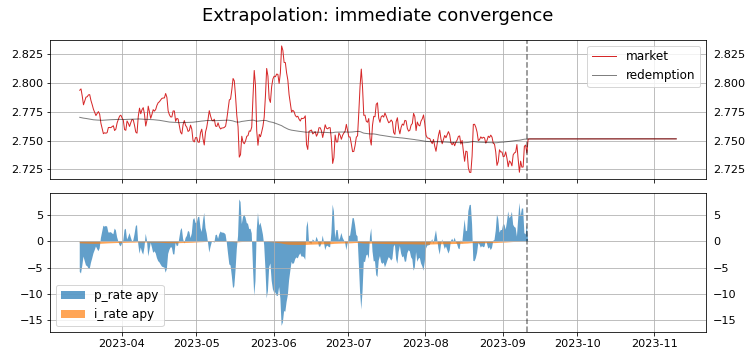 Extrapolation: immediate convergence
2.825 2.825
2.800 2.800
2.775 2.775
2.750 2.750
2.725 2.725
market
redemption
5 5
0 0
−5 −5
−10 −10
−15 −15
p_rate apy
i_rate apy
2023-04 2023-05 2023-06 2023-07 2023-08 2023-09 2023-10 2023-11